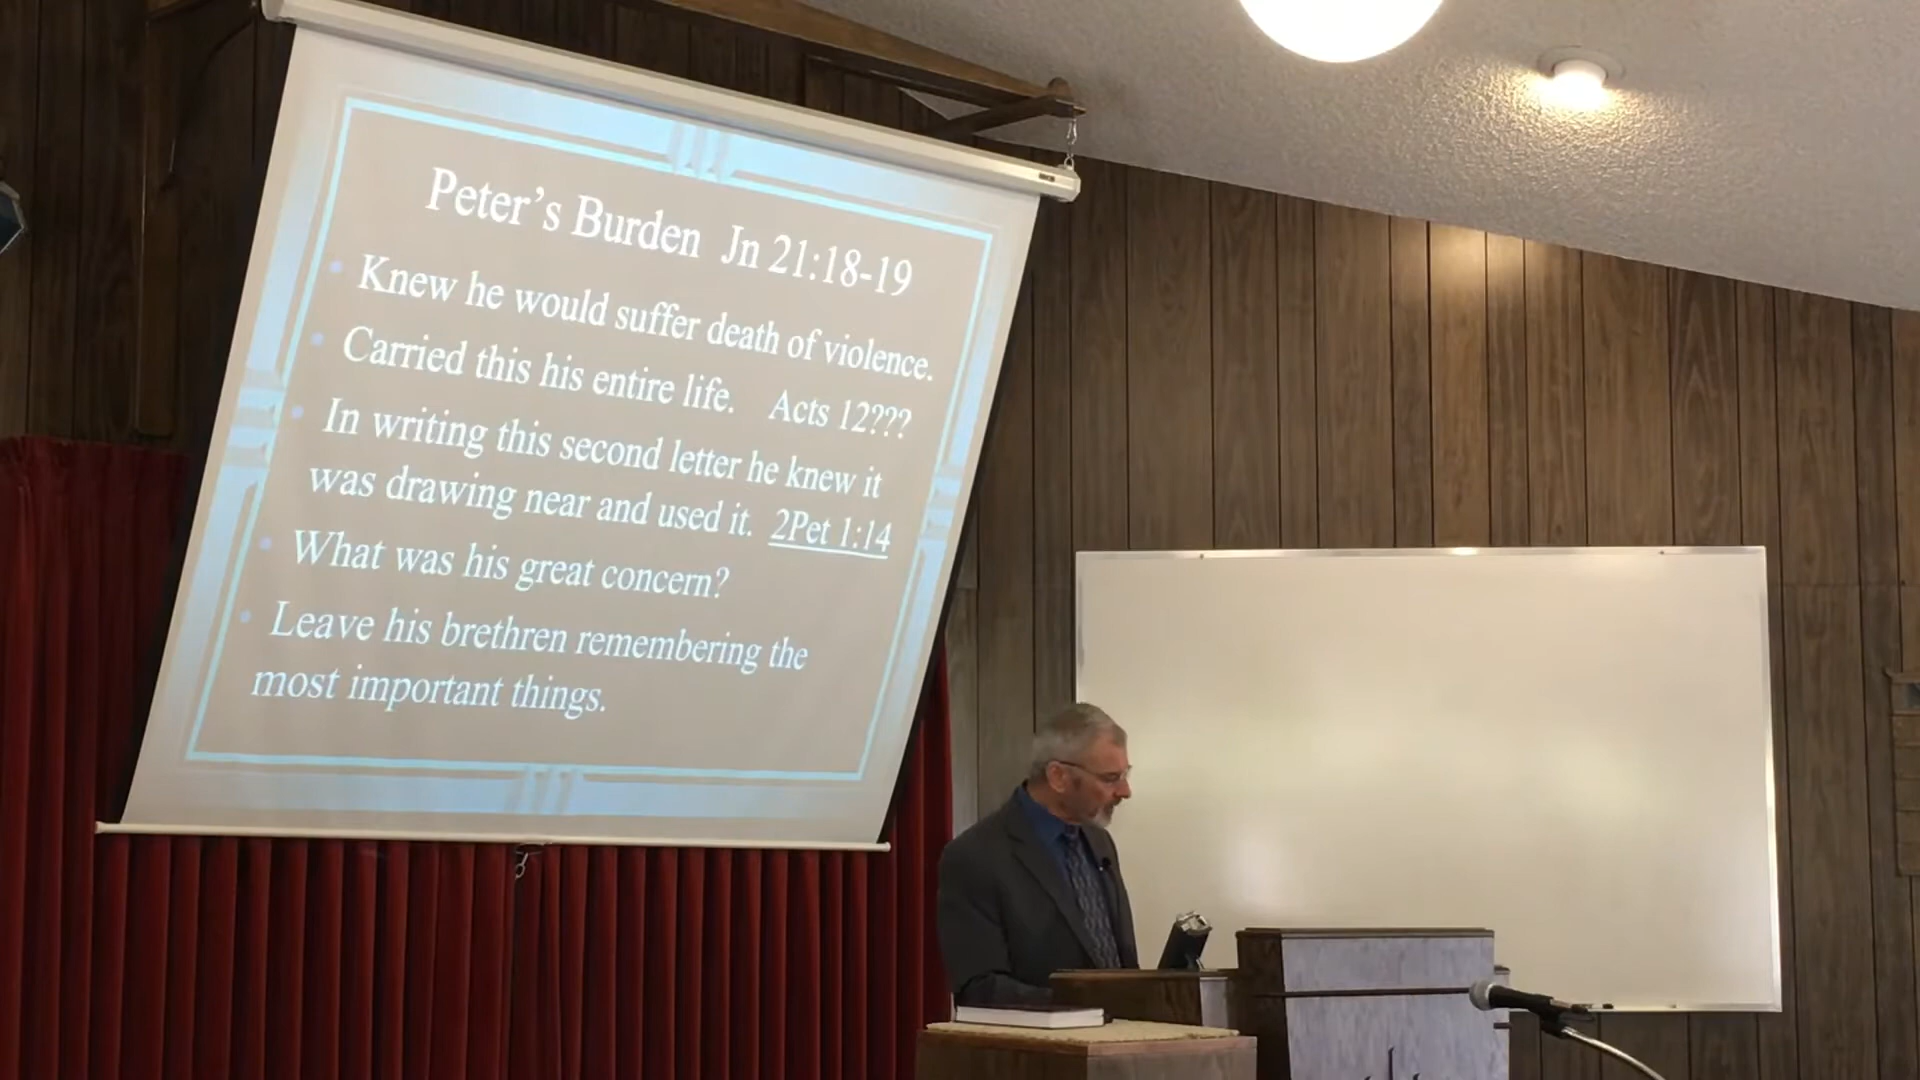 Peter's Burden Jn 21:18-19
Knew he would suffer death of violence.
Carried this his entire life. Acts 12???
In writing this second letter he knew it
was drawing near and used it. 2Pet 1:14
What was his great concern?
Leave his brethren remembering the
most important things.